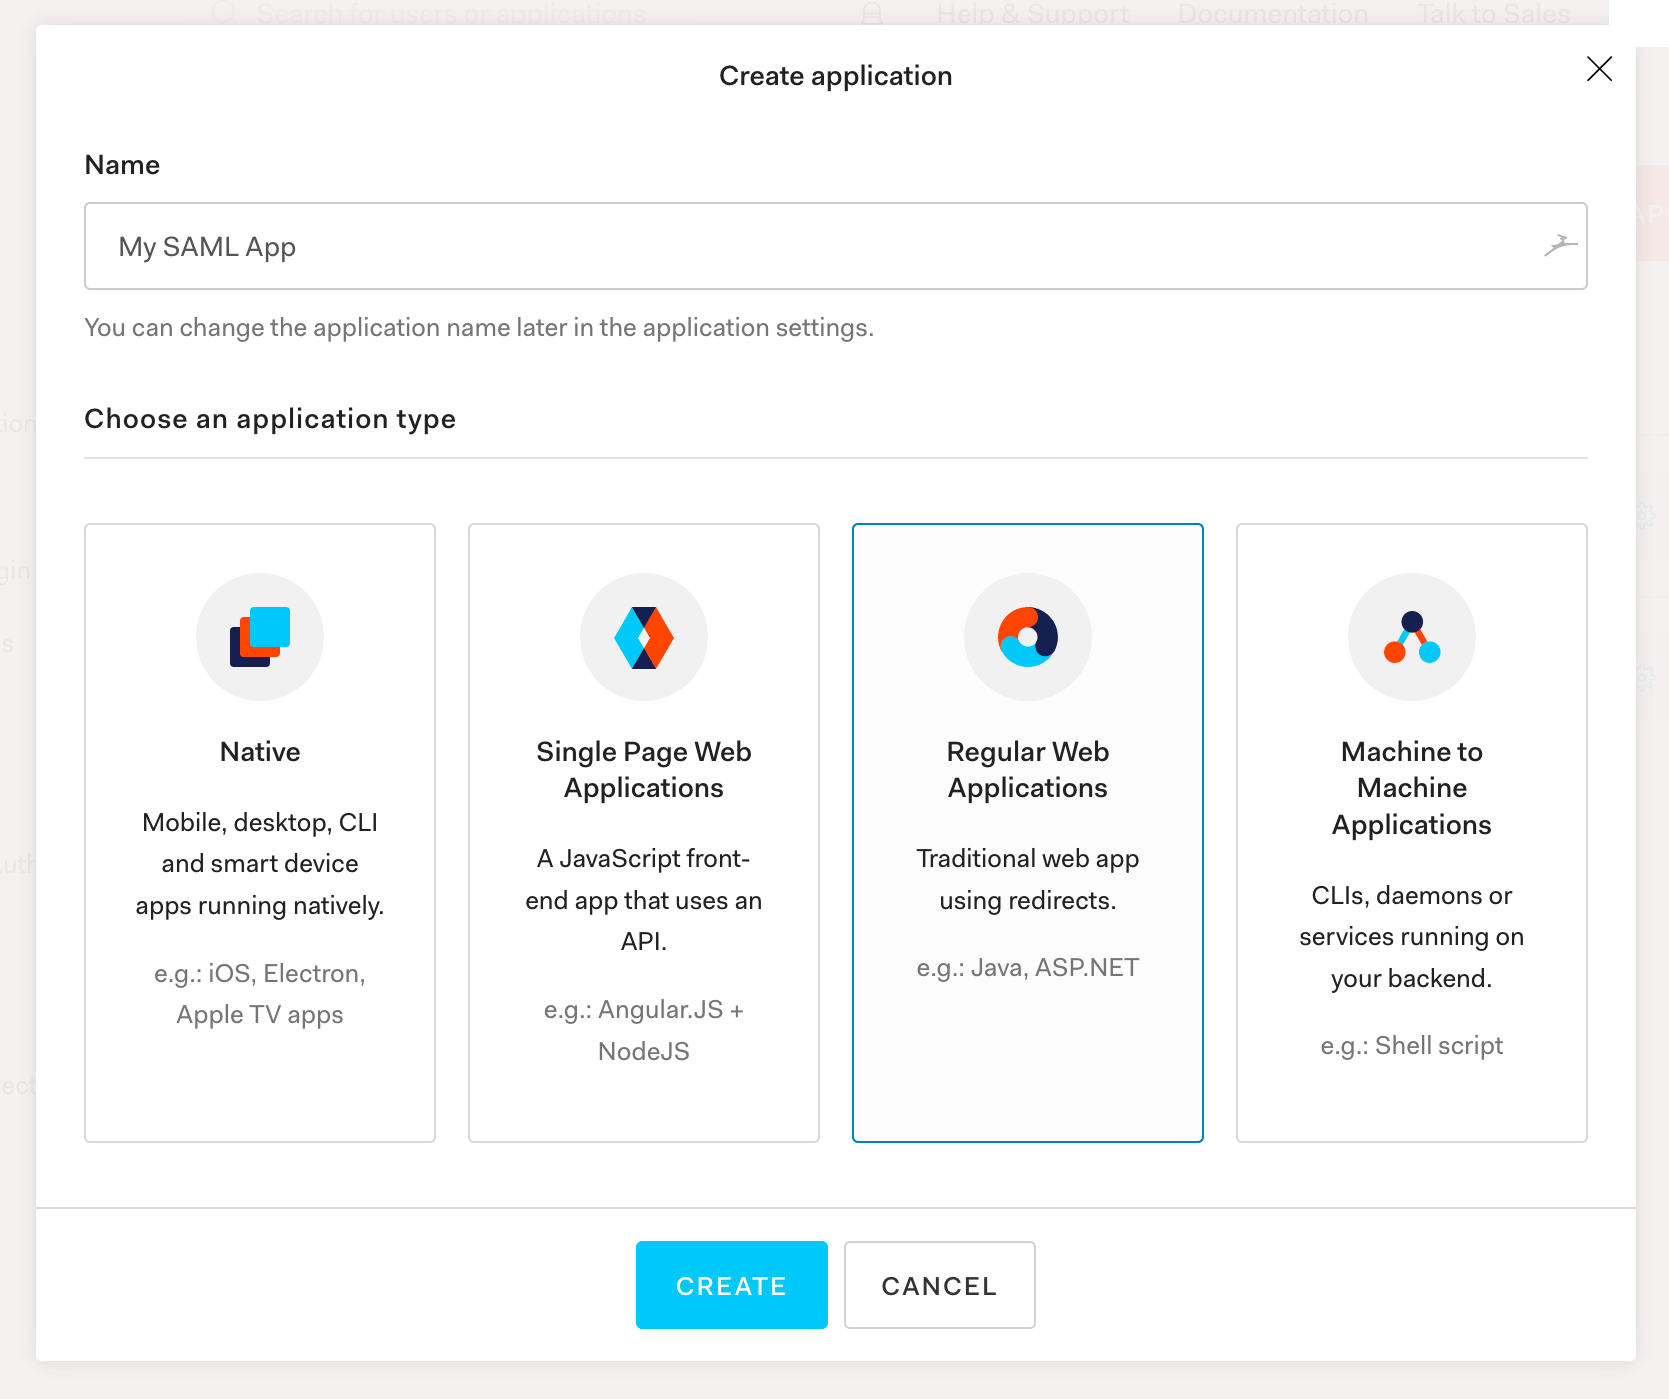 Search for users or applications
Help & Support
Documentation
Talk to Sales
Create application
Name
My SAML App
You can change the application name later in the application settings.
Choose an application type
Native
Mobile, desktop, CLI
and smart device
apps running natively.
e.g.: iOS, Electron,
Apple TV apps
Single Page Web
Applications
A JavaScript front-
end app that uses an
API.
e.g.: Angular.JS +
NodeJS
Regular Web
Applications
Traditional web app
using redirects.
e.g.: Java, ASP.NET
Machine to
Machine
Applications
CLIs, daemons or
services running on
your backend.
e.g.: Shell script
CREATE
CANCEL